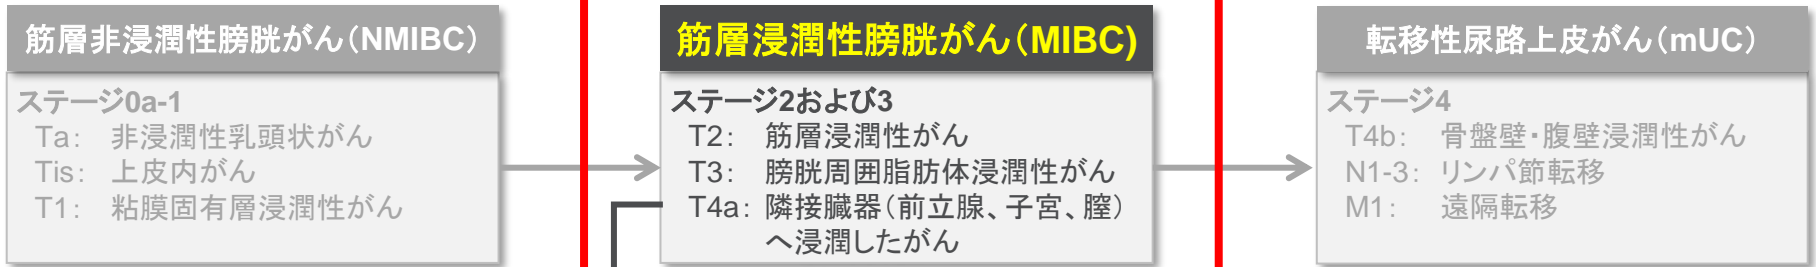 筋層非浸潤性膀胱がん（NMIBC）
ステージ0a-1
Ta： 非浸潤性乳頭状がん
Tis： 上皮内がん
T1： 粘膜固有層浸潤性がん
筋層浸潤性膀胱がん（MIBC)
ステージ2および3
T2： 筋層浸潤性がん
T3： 膀胱周囲脂肪体浸潤性がん
T4a： 隣接臓器（前立腺、子宮、膣）
へ浸潤したがん
転移性尿路上皮がん（mUC）
ステージ4
T4b： 骨盤壁・腹壁浸潤性がん
N1-3： リンパ節転移
M1： 遠隔転移